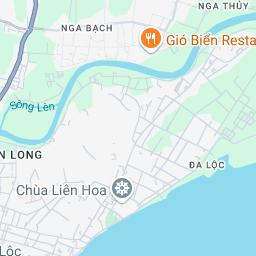 NGA THỦY
NGA BẠCH
Gió Biển Resta
Sông Lèn
N LONG
ĐA LỘC
Chùa Liên Hoa
Lộc